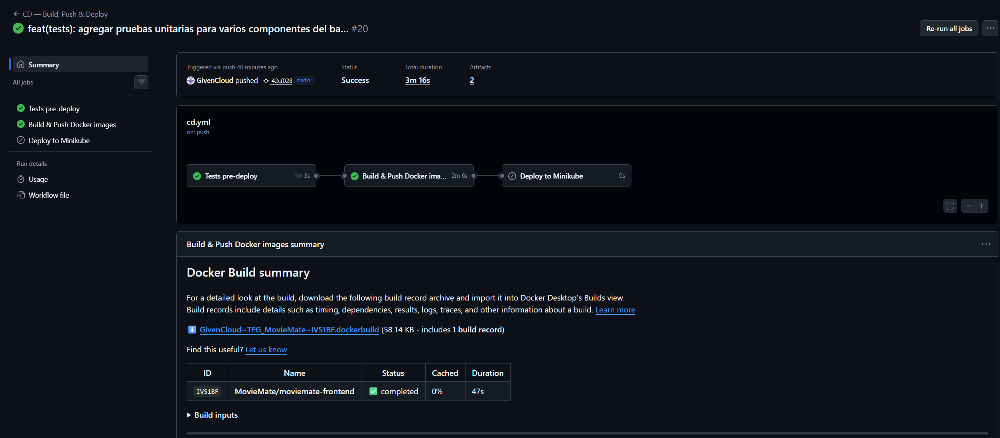 CD — Build, Push & Deploy
feat(tests): agregar pruebas unitarias para varios componentes del ba... #20
Re-run all jobs
Summary
All jobs
Tests pre-deploy
Build & Push Docker images
Deploy to Minikube
Run details
Usage
Workflow file
Triggered via push 40 minutes ago
GivenCloud pushed 42cf028 main
Status
Success
Total duration
3m 16s
Artifacts
2
cd.yml
on: push
Tests pre-deploy 1m 3s
Build & Push Docker ima... 2m 6s
Deploy to Minikube 0s
Build & Push Docker images summary
Docker Build summary
For a detailed look at the build, download the following build record archive and import it into Docker Desktop's Builds view.
Build records include details such as timing, dependencies, results, logs, traces, and other information about a build. Learn more
GivenCloud~TFG_MovieMate~IVS1BF.dockerbuild (58.14 KB - includes 1 build record)
Find this useful? Let us know
ID Name Status Cached Duration
IVS1BF MovieMate/moviemate-frontend completed 0% 47s
Build inputs